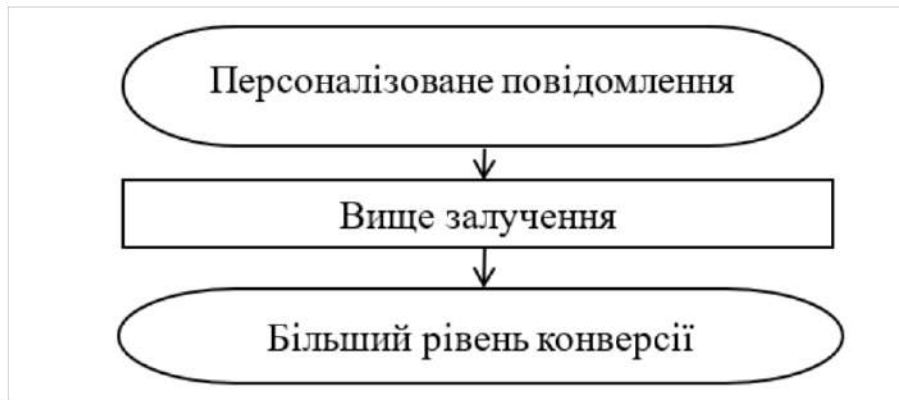 Персоналізоване повідомлення
Вище залучення
Більший рівень конверсії